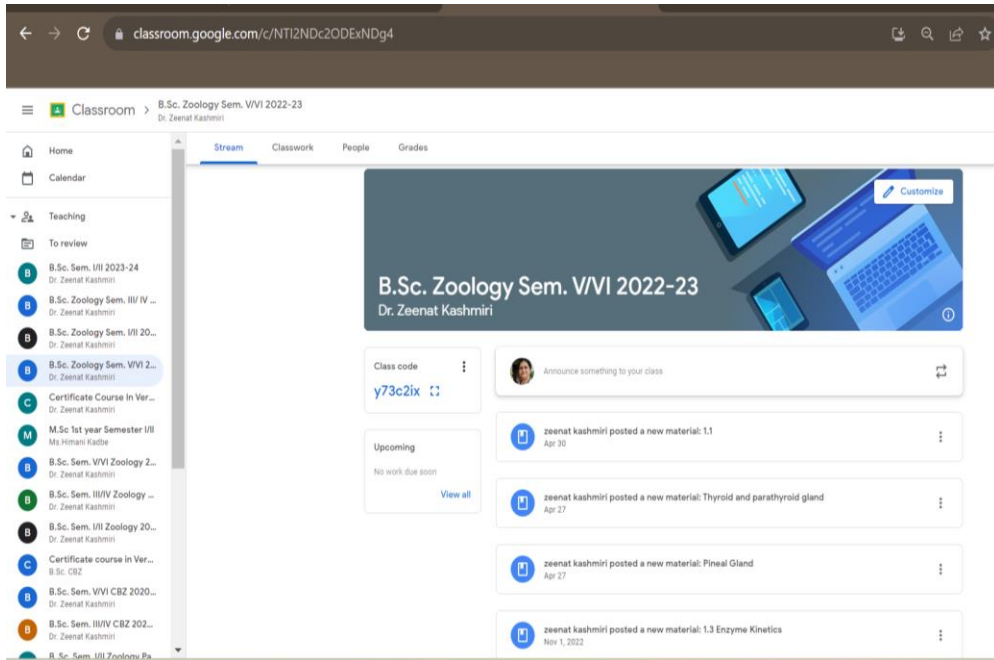 classroom.google.com/c/NTI2NDc2ODExNDg4
Classroom > B.Sc. Zoology Sem. V/VI 2022-23
Dr. Zeenat Kashmiri
Home
Calendar
Teaching
To review
B B.Sc. Sem. I/II 2023-24
Dr. Zeenat Kashmiri
B B.Sc. Zoology Sem. III/ IV ...
Dr. Zeenat Kashmiri
B B.Sc. Zoology Sem. I/II 20...
Dr. Zeenat Kashmiri
B B.Sc. Zoology Sem. V/VI 2...
Dr. Zeenat Kashmiri
C Certificate Course In Ver...
Dr. Zeenat Kashmiri
M M.Sc 1st year Semester I/II
Ms.Himani Kadbe
B B.Sc. Sem. V/VI Zoology 2...
Dr. Zeenat Kashmiri
B B.Sc. Sem. III/IV Zoology ...
Dr. Zeenat Kashmiri
B B.Sc. Sem. I/II Zoology 20...
Dr. Zeenat Kashmiri
C Certificate course in Ver...
B.Sc. CBZ
B B.Sc. Sem. V/VI CBZ 2020...
Dr. Zeenat Kashmiri
B B.Sc. Sem. III/IV CBZ 202...
Dr. Zeenat Kashmiri
B.Sc. Sem. I/II Zoology Pa...
Stream Classwork People Grades
Customize
B.Sc. Zoology Sem. V/VI 2022-23
Dr. Zeenat Kashmiri
Class code
y73c2ix
Upcoming
No work due soon
View all
Announce something to your class
zeenat kashmiri posted a new material: 1.1
Apr 30
zeenat kashmiri posted a new material: Thyroid and parathyroid gland
Apr 27
zeenat kashmiri posted a new material: Pineal Gland
Apr 27
zeenat kashmiri posted a new material: 1.3 Enzyme Kinetics
Nov 1, 2022